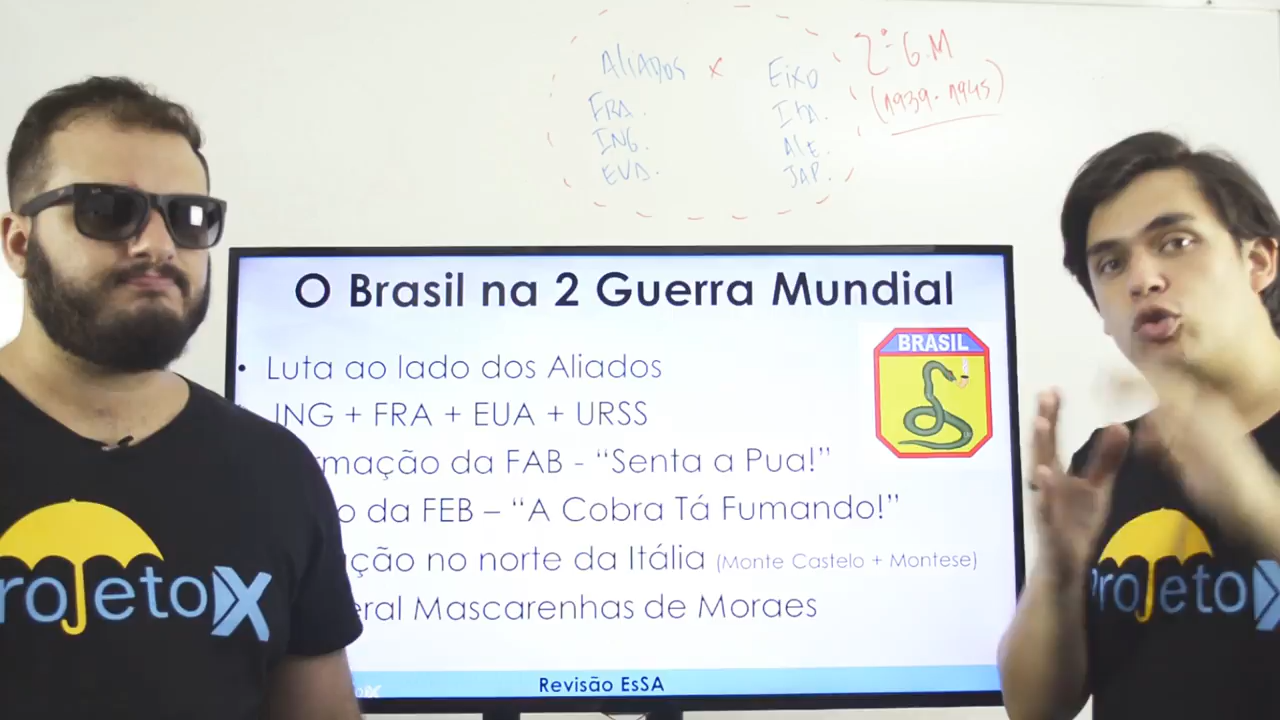 ALIADOS x EIXO
2ª G.M
(1939-1945)
FRA. ITA.
ING. ALE.
EUA. JAP.
O Brasil na 2 Guerra Mundial
BRASIL
• Luta ao lado dos Aliados
ING + FRA + EUA + URSS
rmação da FAB - “Senta a Pua!”
o da FEB – “A Cobra Tá Fumando!”
ção no norte da Itália (Monte Castelo + Montese)
eral Mascarenhas de Moraes
Revisão EsSA
rojetoX
ProjetoX